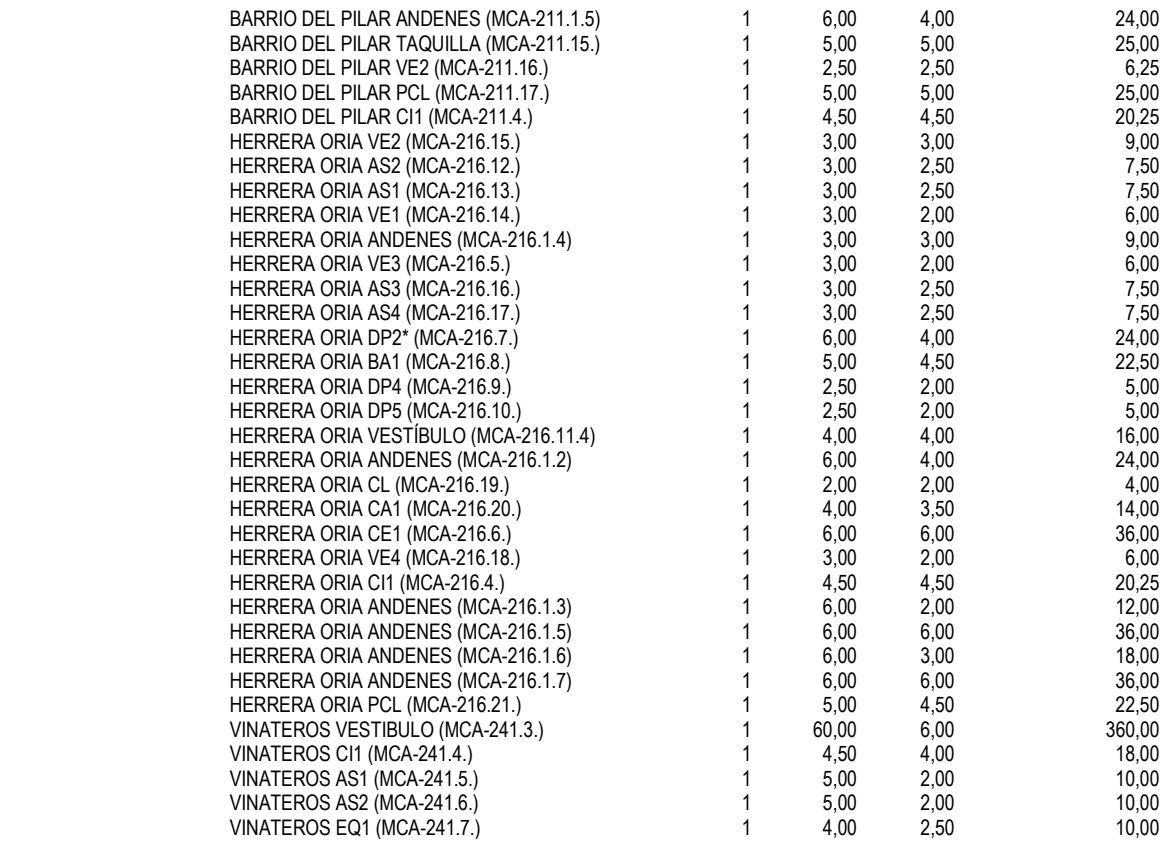 BARRIO DEL PILAR ANDENES (MCA-211.1.5) 1 6,00 4,00 24,00
BARRIO DEL PILAR TAQUILLA (MCA-211.15.) 1 5,00 5,00 25,00
BARRIO DEL PILAR VE2 (MCA-211.16.) 1 2,50 2,50 6,25
BARRIO DEL PILAR PCL (MCA-211.17.) 1 5,00 5,00 25,00
BARRIO DEL PILAR CI1 (MCA-211.4.) 1 4,50 4,50 20,25
HERRERA ORIA VE2 (MCA-216.15.) 1 3,00 3,00 9,00
HERRERA ORIA AS2 (MCA-216.12.) 1 3,00 2,50 7,50
HERRERA ORIA AS1 (MCA-216.13.) 1 3,00 2,50 7,50
HERRERA ORIA VE1 (MCA-216.14.) 1 3,00 2,00 6,00
HERRERA ORIA ANDENES (MCA-216.1.4) 1 3,00 3,00 9,00
HERRERA ORIA VE3 (MCA-216.5.) 1 3,00 2,00 6,00
HERRERA ORIA AS3 (MCA-216.16.) 1 3,00 2,50 7,50
HERRERA ORIA AS4 (MCA-216.17.) 1 3,00 2,50 7,50
HERRERA ORIA DP2* (MCA-216.7.) 1 6,00 4,00 24,00
HERRERA ORIA BA1 (MCA-216.8.) 1 5,00 4,50 22,50
HERRERA ORIA DP4 (MCA-216.9.) 1 2,50 2,00 5,00
HERRERA ORIA DP5 (MCA-216.10.) 1 2,50 2,00 5,00
HERRERA ORIA VESTÍBULO (MCA-216.11.4) 1 4,00 4,00 16,00
HERRERA ORIA ANDENES (MCA-216.1.2) 1 6,00 4,00 24,00
HERRERA ORIA CL (MCA-216.19.) 1 2,00 2,00 4,00
HERRERA ORIA CA1 (MCA-216.20.) 1 4,00 3,50 14,00
HERRERA ORIA CE1 (MCA-216.6.) 1 6,00 6,00 36,00
HERRERA ORIA VE4 (MCA-216.18.) 1 3,00 2,00 6,00
HERRERA ORIA CI1 (MCA-216.4.) 1 4,50 4,50 20,25
HERRERA ORIA ANDENES (MCA-216.1.3) 1 6,00 2,00 12,00
HERRERA ORIA ANDENES (MCA-216.1.5) 1 6,00 6,00 36,00
HERRERA ORIA ANDENES (MCA-216.1.6) 1 6,00 3,00 18,00
HERRERA ORIA ANDENES (MCA-216.1.7) 1 6,00 6,00 36,00
HERRERA ORIA PCL (MCA-216.21.) 1 5,00 4,50 22,50
VINATEROS VESTIBULO (MCA-241.3.) 1 60,00 6,00 360,00
VINATEROS CI1 (MCA-241.4.) 1 4,50 4,00 18,00
VINATEROS AS1 (MCA-241.5.) 1 5,00 2,00 10,00
VINATEROS AS2 (MCA-241.6.) 1 5,00 2,00 10,00
VINATEROS EQ1 (MCA-241.7.) 1 4,00 2,50 10,00